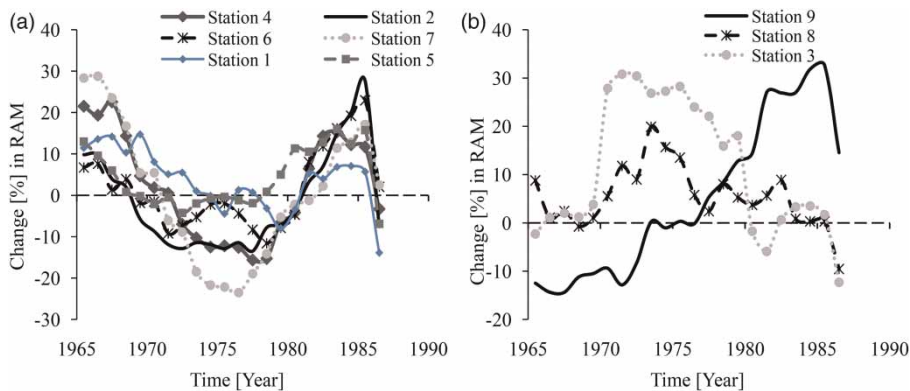 (a)
Station 4
Station 2
Station 6
Station 7
Station 1
Station 5
Change [%] in RAM
40
30
20
10
0
-10
-20
-30
1965 1970 1975 1980 1985 1990
Time [Year]
(b)
Station 9
Station 8
Station 3
Change [%] in RAM
40
30
20
10
0
-10
-20
1965 1970 1975 1980 1985 1990
Time [Year]